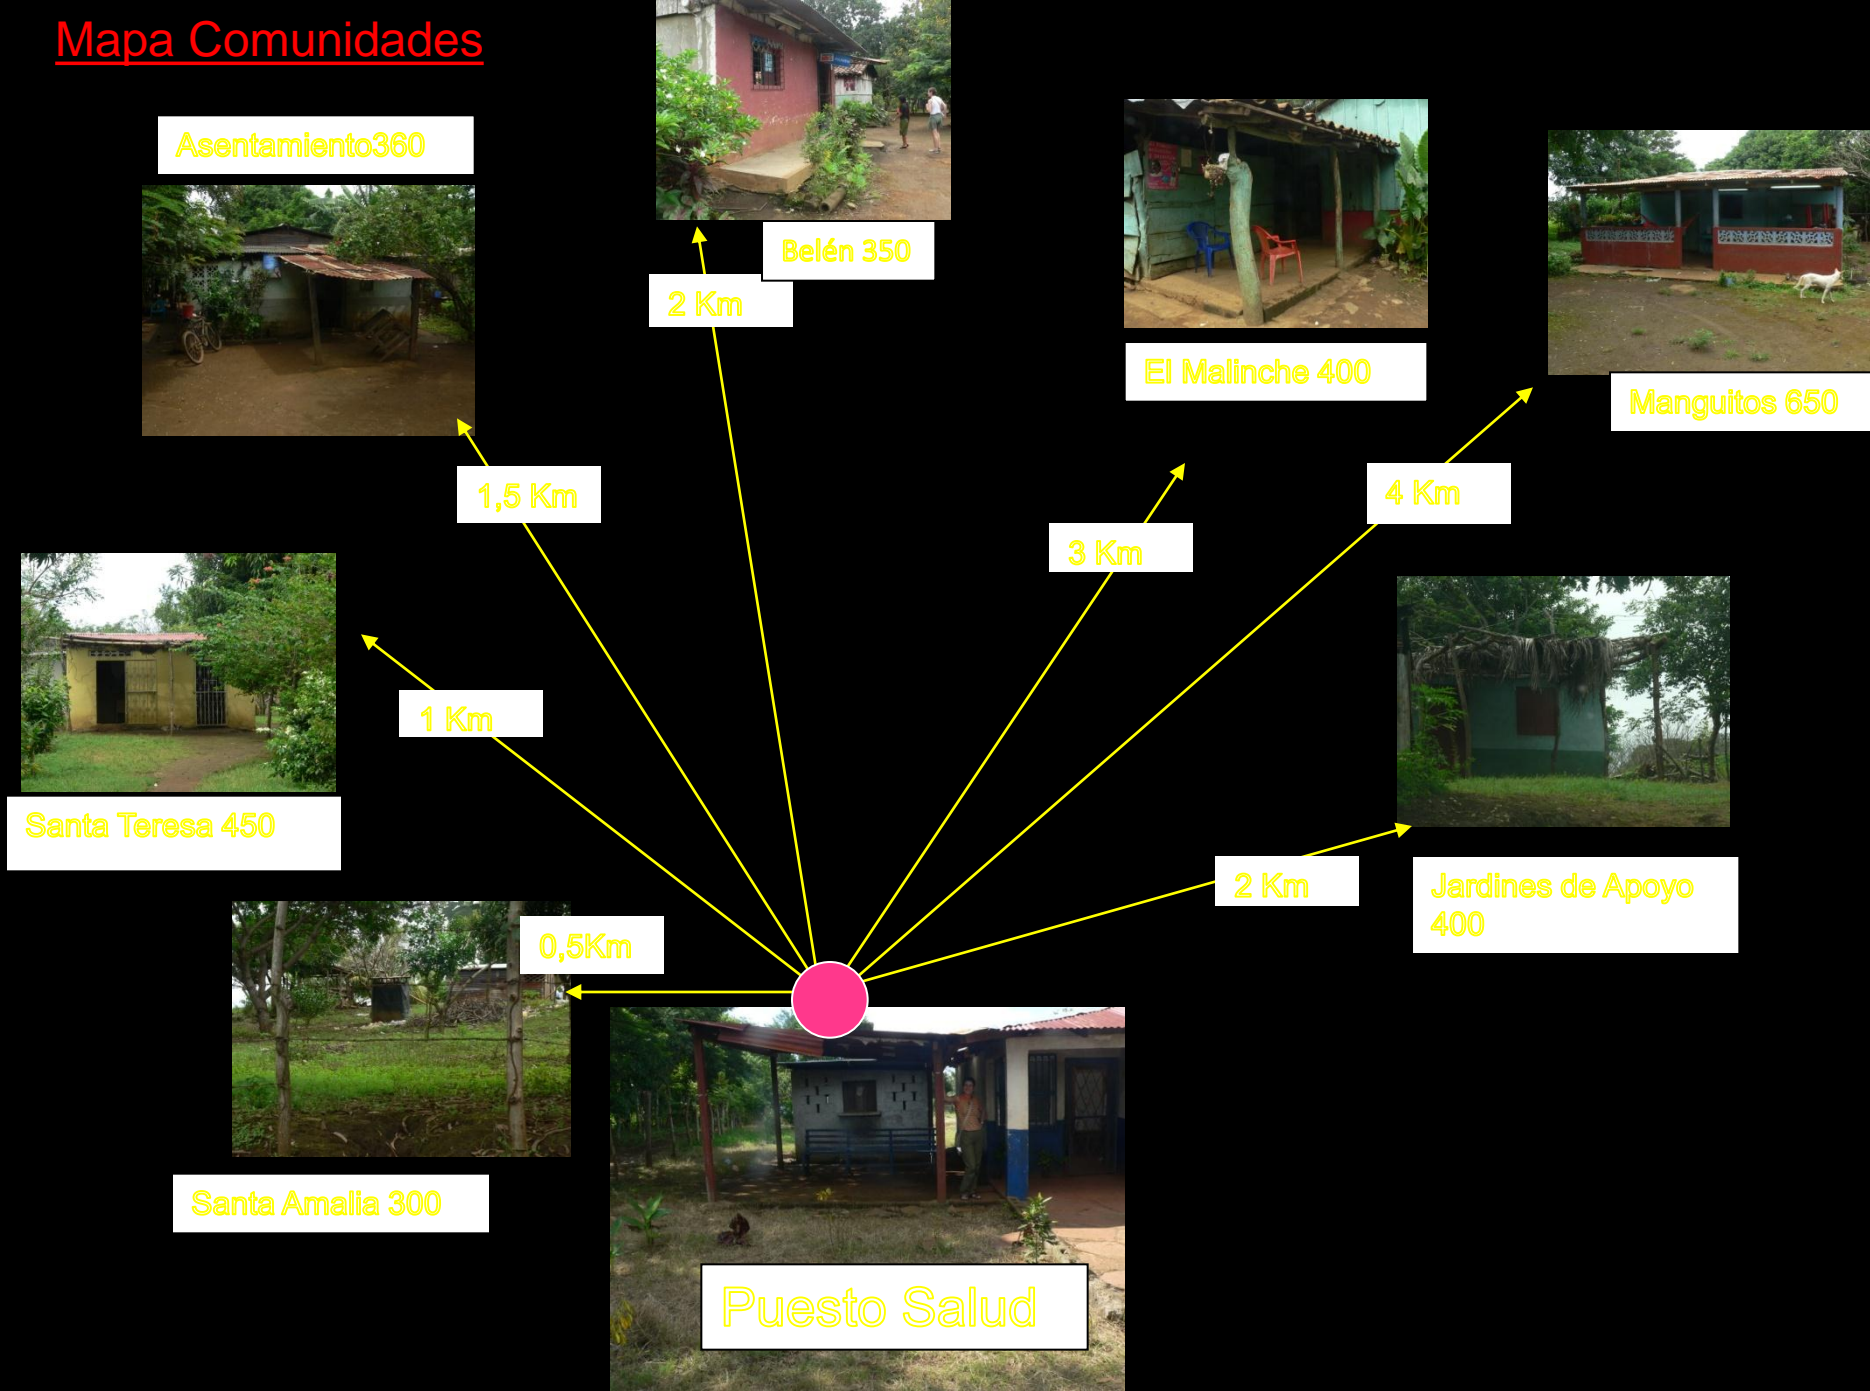 Mapa Comunidades
Asentamiento360
Belén 350
2 Km
El Malinche 400
Manguitos 650
1,5 Km
4 Km
3 Km
1 Km
Santa Teresa 450
2 Km
Jardines de Apoyo
400
0,5Km
Santa Amalia 300
Puesto Salud